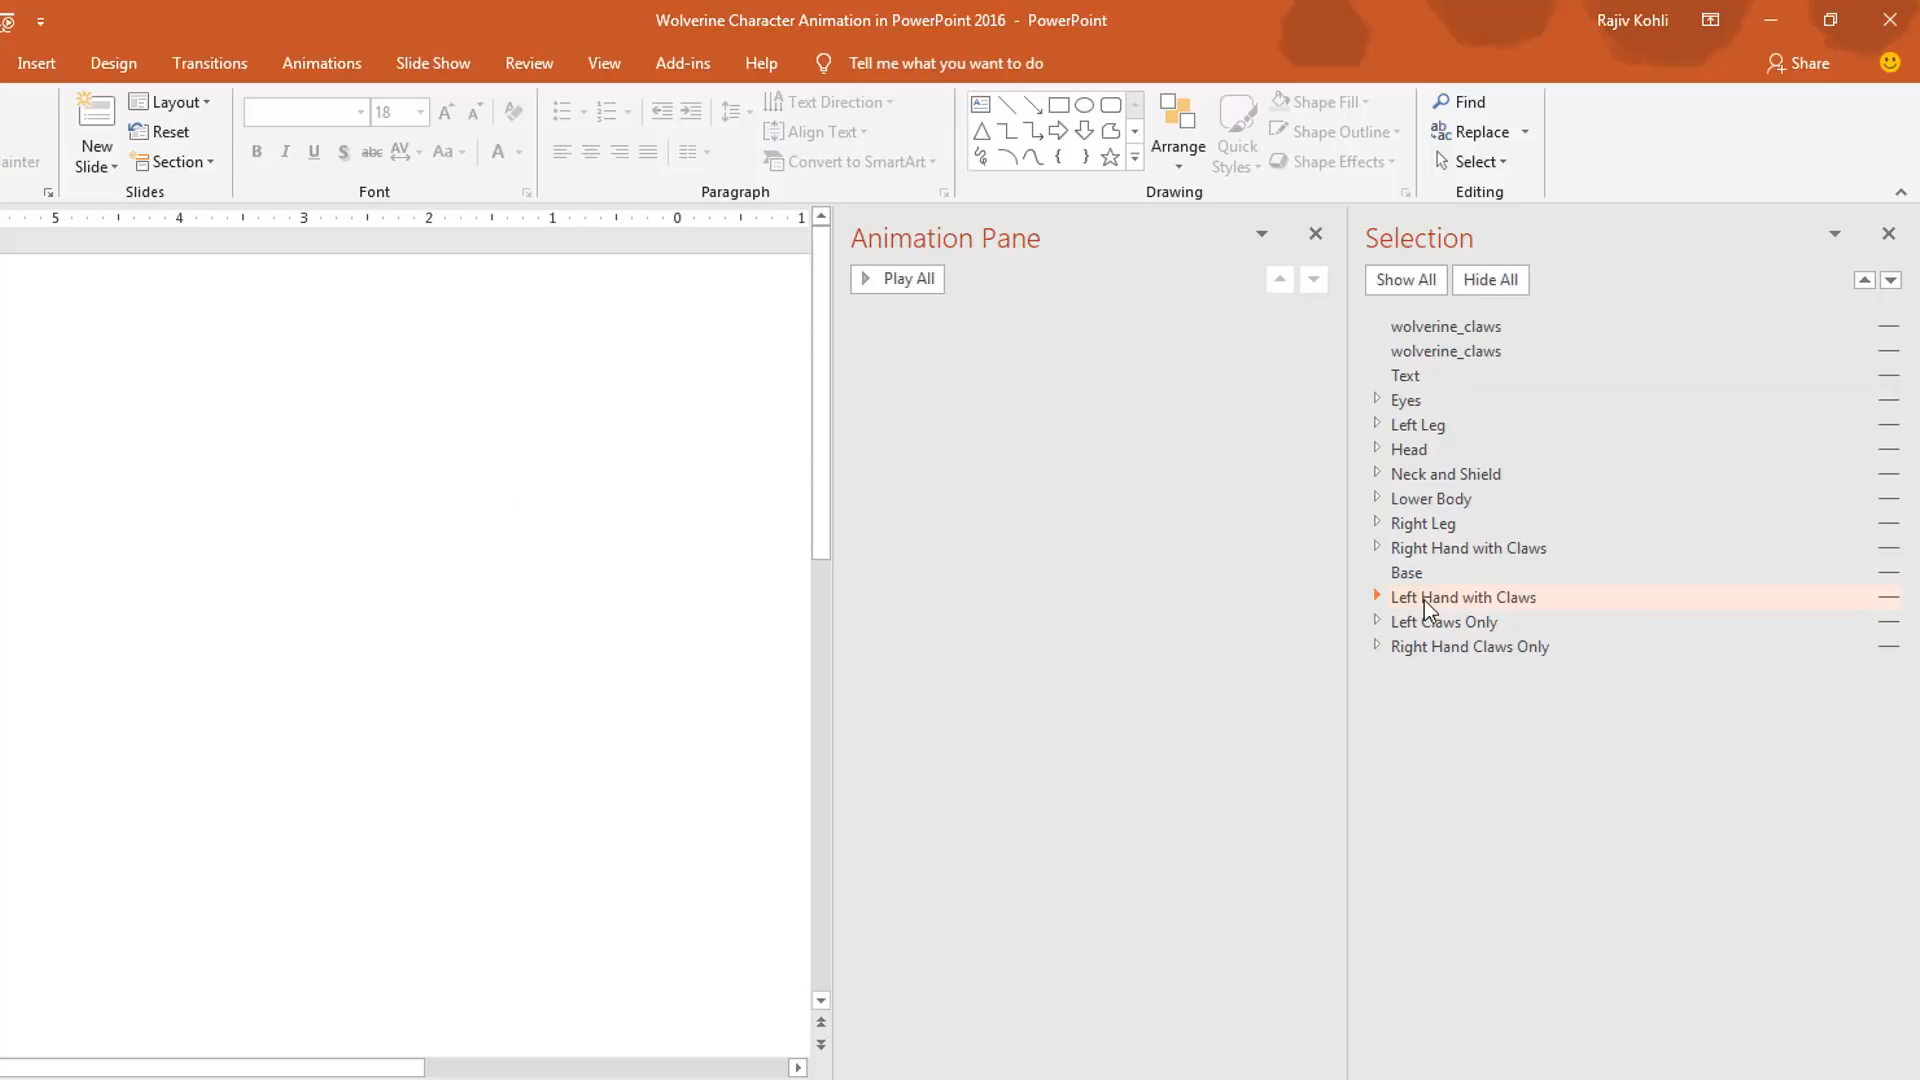 Wolverine Character Animation in PowerPoint 2016 - PowerPoint
Rajiv Kohli
Insert Design Transitions Animations Slide Show Review View Add-ins Help Tell me what you want to do Share
ainter
New Slide
Layout
Reset
Section
Slides
18
B I U S abc AV Aa A
Font
Text Direction
Align Text
Convert to SmartArt
Paragraph
Arrange
Quick Styles
Shape Fill
Shape Outline
Shape Effects
Drawing
Find
Replace
Select
Editing
5 4 3 2 1 0 1
Animation Pane
Play All
Selection
Show All Hide All
wolverine_claws
wolverine_claws
Text
Eyes
Left Leg
Head
Neck and Shield
Lower Body
Right Leg
Right Hand with Claws
Base
Left Hand with Claws
Left Claws Only
Right Hand Claws Only